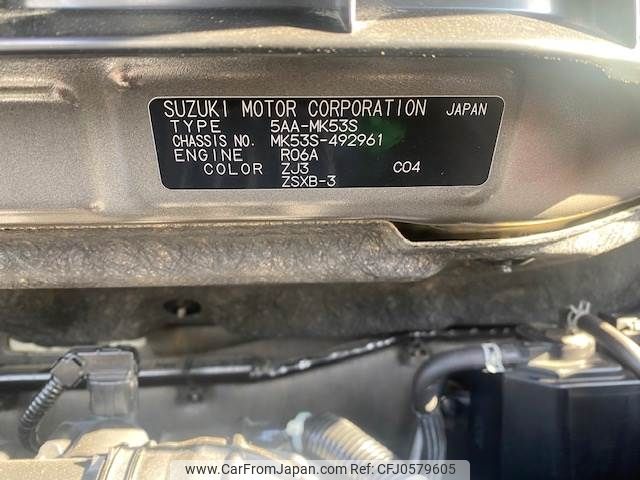 SUZUKI MOTOR CORPORATION JAPAN
TYPE 5AA-MK53S
CHASSIS NO. MK53S-492961
ENGINE R06A
COLOR ZJ3 C04
ZSXB-3
www.CarFromJapan.com | CFJ0579605